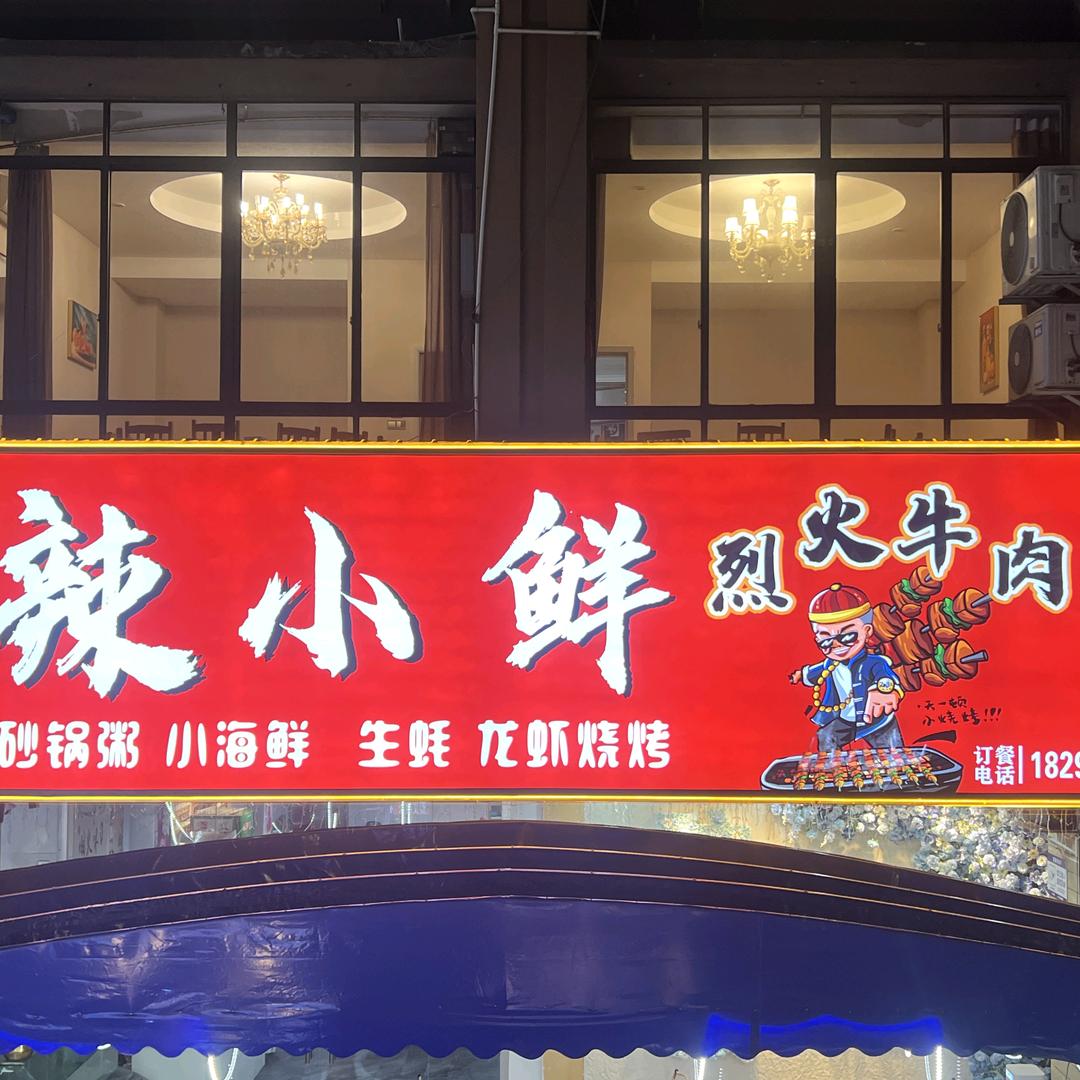 辣小鲜
烈火牛肉
砂锅粥 小海鲜 生蚝 龙虾烧烤
天一顿
小烧烤!!!
订餐
电话 1829